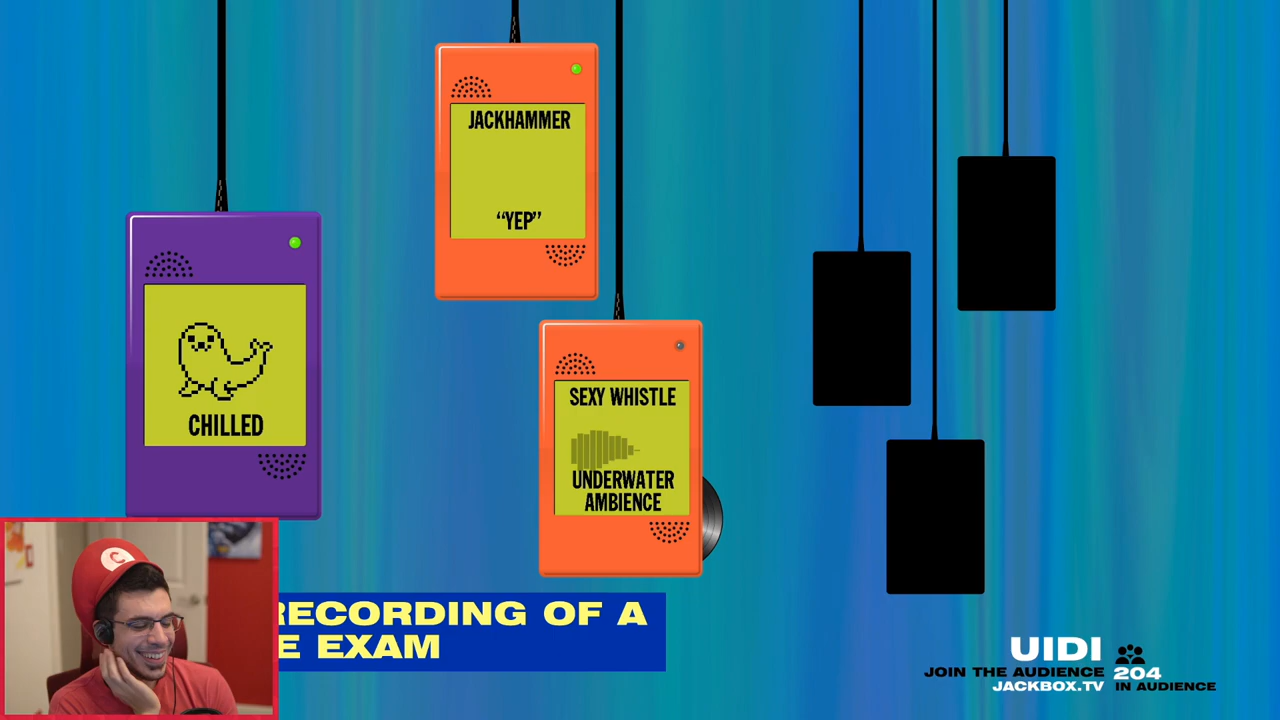 JACKHAMMER
“YEP”
CHILLED
SEXY WHISTLE
UNDERWATER
AMBIENCE
C
RECORDING OF A
E EXAM
UIDI
JOIN THE AUDIENCE 204
JACKBOX.TV IN AUDIENCE